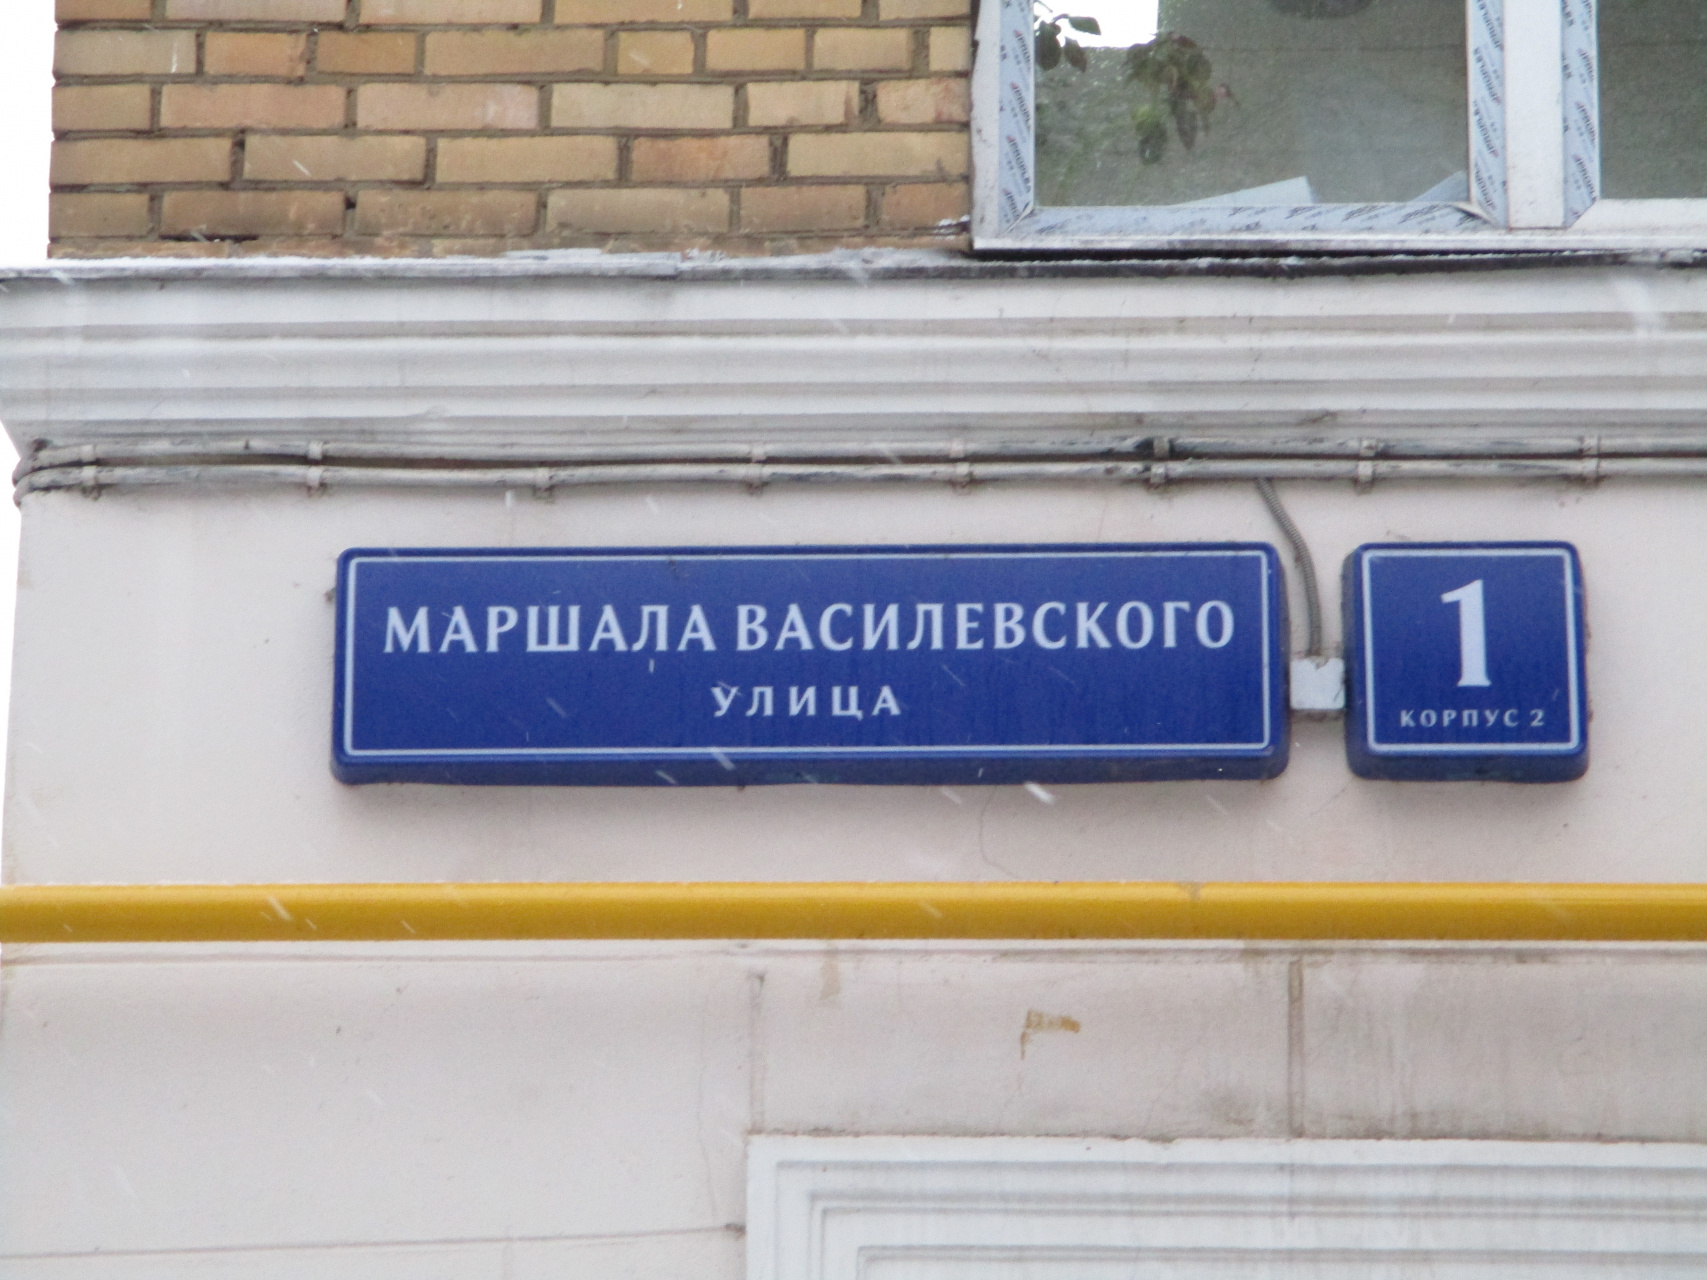 МАРШАЛА ВАСИЛЕВСКОГО
УЛИЦА
1
КОРПУС 2